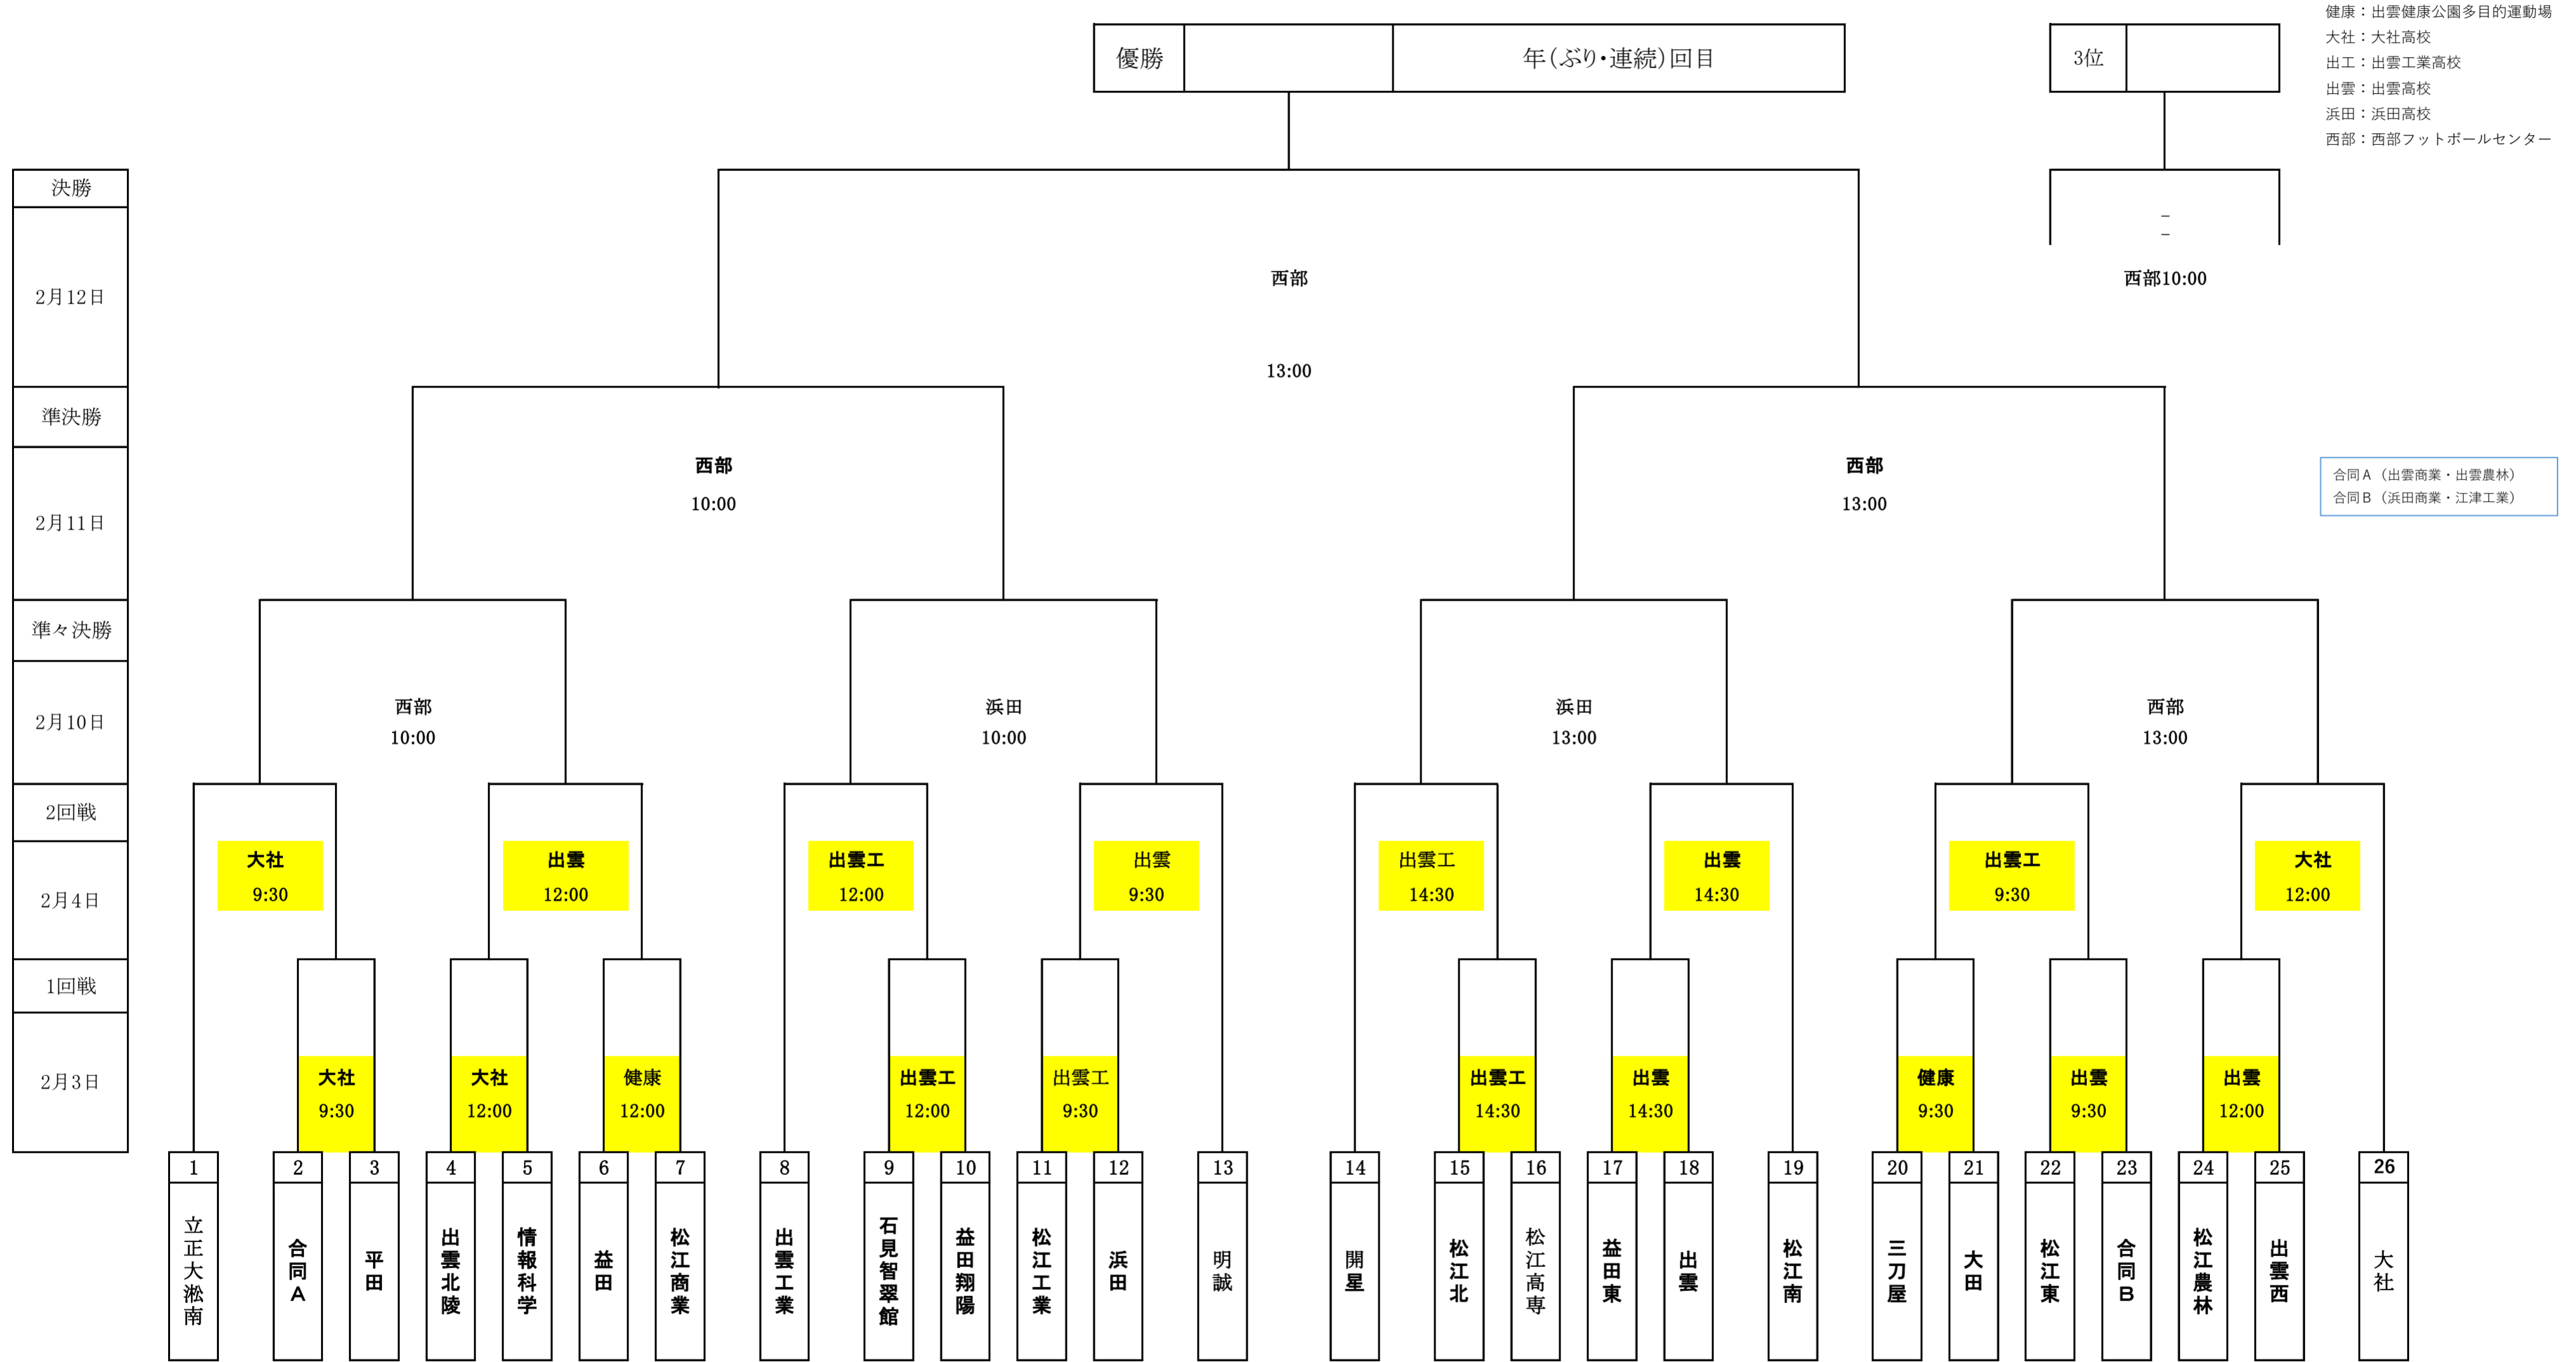 健康：出雲健康公園多目的運動場
大社：大社高校
出工：出雲工業高校
出雲：出雲高校
浜田：浜田高校
西部：西部フットボールセンター
優勝 年(ぶり・連続)回目
3位
決勝
－
－
2月12日
西部
西部10:00
13:00
準決勝
西部
西部
10:00
13:00
2月11日
合同A（出雲商業・出雲農林）
合同B（浜田商業・江津工業）
準々決勝
西部 浜田 浜田 西部
2月10日
10:00 10:00 13:00 13:00
2回戦
大社 出雲 出雲工 出雲 出雲工 出雲 出雲工 大社
2月4日
9:30 12:00 12:00 9:30 14:30 14:30 9:30 12:00
1回戦
大社 大社 健康 出雲工 出雲工 出雲工 出雲 健康 出雲 出雲
2月3日
9:30 12:00 12:00 12:00 9:30 14:30 14:30 9:30 9:30 12:00
1 2 3 4 5 6 7 8 9 10 11 12 13 14 15 16 17 18 19 20 21 22 23 24 25 26
立正大淞南
合同A
平田
出雲北陵
情報科学
益田
松江商業
出雲工業
石見智翠館
益田翔陽
松江工業
浜田
明誠
開星
松江北
松江高専
益田東
出雲
松江南
三刀屋
大田
松江東
合同B
松江農林
出雲西
大社